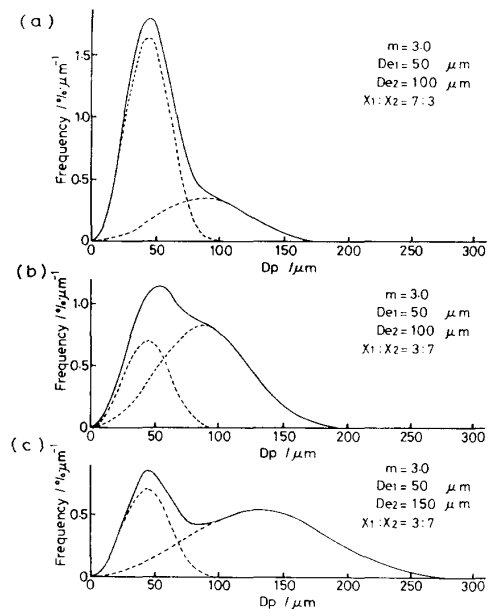 (a)
Frequency / % · μm⁻¹
1.5
1.0
0.5
0
m = 3.0
De1 = 50 μm
De2 = 100 μm
X1 : X2 = 7 : 3
0 50 100 150 200 250 300
Dp / μm
(b)
Frequency / % · μm⁻¹
1.0
0.5
0
m = 3.0
De1 = 50 μm
De2 = 100 μm
X1 : X2 = 3 : 7
0 50 100 150 200 250 300
Dp / μm
(c)
Frequency / % · μm⁻¹
0.5
0
m = 3.0
De1 = 50 μm
De2 = 150 μm
X1 : X2 = 3 : 7
0 50 100 150 200 250 300
Dp / μm